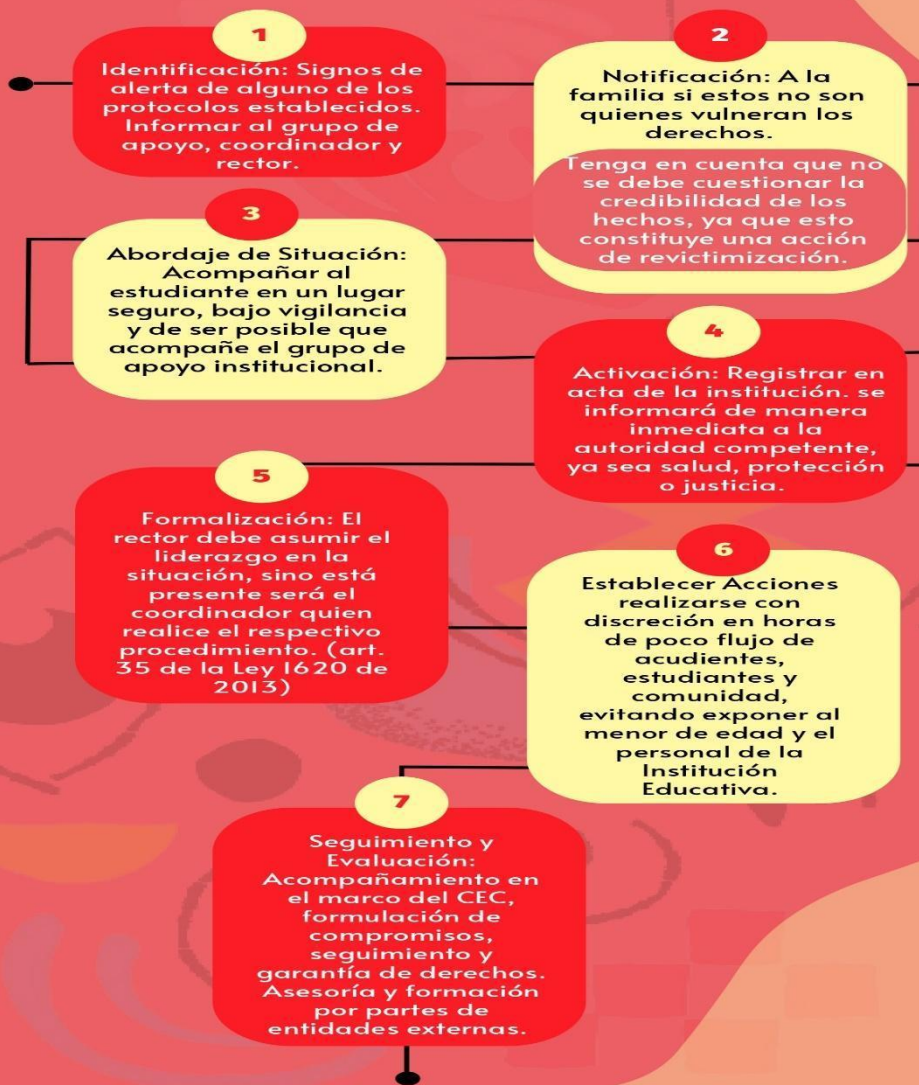 1
Identificación: Signos de
alerta de alguno de los
protocolos establecidos.
Informar al grupo de
apoyo, coordinador y
rector.
2
Notificación: A la
familia si estos no son
quienes vulneran los
derechos.
Tenga en cuenta que no
se debe cuestionar la
credibilidad de los
hechos, ya que esto
constituye una acción
de revictimización.
3
Abordaje de Situación:
Acompañar al
estudiante en un lugar
seguro, bajo vigilancia
y de ser posible que
acompañe el grupo de
apoyo institucional.
4
Activación: Registrar en
acta de la institución. se
informará de manera
inmediata a la
autoridad competente,
ya sea salud, protección
o justicia.
5
Formalización: El
rector debe asumir el
liderazgo en la
situación, sino está
presente será el
coordinador quien
realice el respectivo
procedimiento. (art.
35 de la Ley 1620 de
2013)
6
Establecer Acciones
realizarse con
discreción en horas
de poco flujo de
acudientes,
estudiantes y
comunidad,
evitando exponer al
menor de edad y el
personal de la
Institución
Educativa.
7
Seguimiento y
Evaluación:
Acompañamiento en
el marco del CEC,
formulación de
compromisos,
seguimiento y
garantía de derechos.
Asesoría y formación
por partes de
entidades externas.